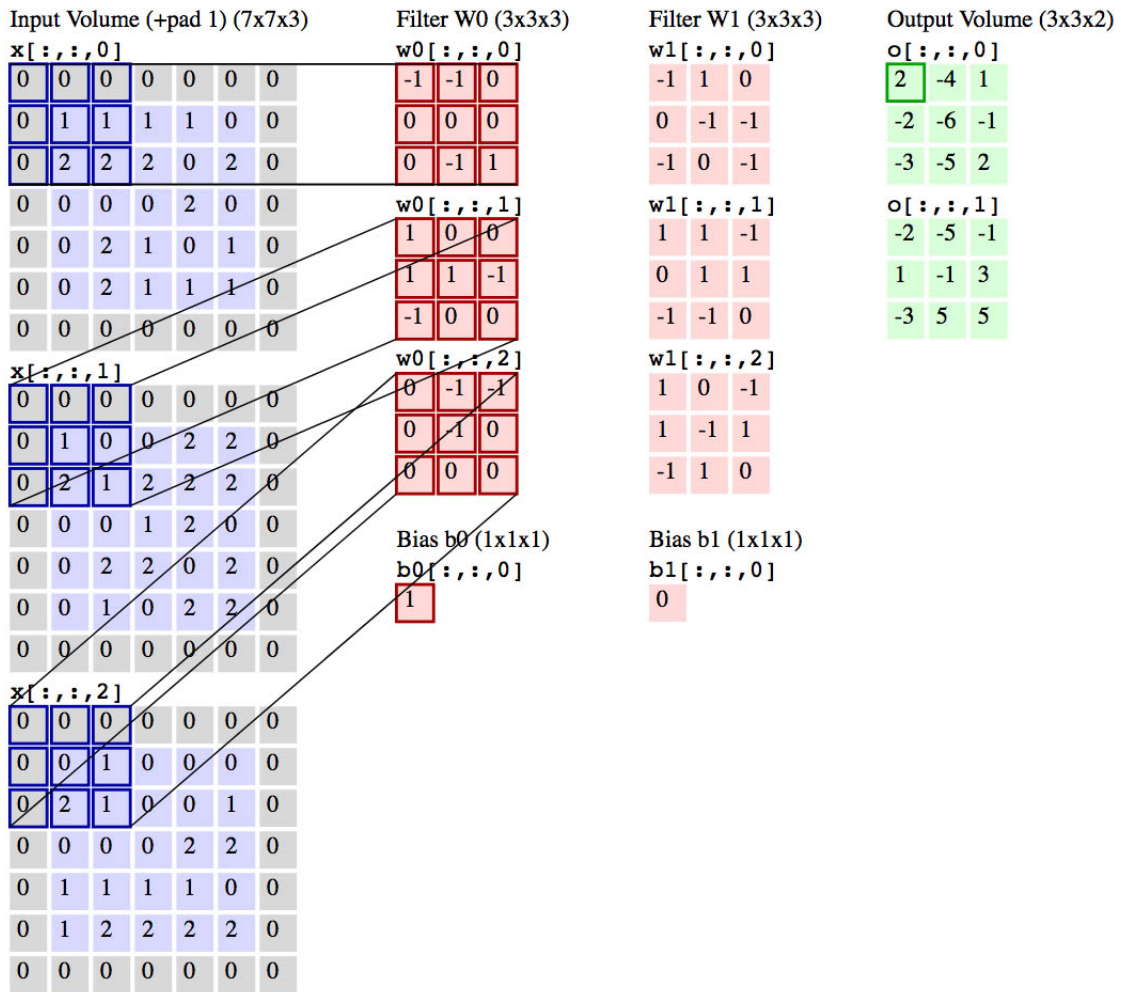 Input Volume (+pad 1) (7x7x3)
x[:,:,0]
0 0 0 0 0 0 0
0 1 1 1 1 0 0
0 2 2 2 0 2 0
0 0 0 0 2 0 0
0 0 2 1 0 1 0
0 0 2 1 1 1 0
0 0 0 0 0 0 0
x[:,:,1]
0 0 0 0 0 0 0
0 1 0 0 2 2 0
0 2 1 2 2 2 0
0 0 0 1 2 0 0
0 0 2 2 0 2 0
0 0 1 0 2 2 0
0 0 0 0 0 0 0
x[:,:,2]
0 0 0 0 0 0 0
0 0 1 0 0 0 0
0 2 1 0 0 1 0
0 0 0 0 2 2 0
0 1 1 1 1 0 0
0 1 2 2 2 2 0
0 0 0 0 0 0 0
Filter W0 (3x3x3)
w0[:,:,0]
-1 -1 0
0 0 0
0 -1 1
w0[:,:,1]
1 0 0
1 1 -1
-1 0 0
w0[:,:,2]
0 -1 -1
0 -1 0
0 0 0
Bias b0 (1x1x1)
b0[:,:,0]
1
Filter W1 (3x3x3)
w1[:,:,0]
-1 1 0
0 -1 -1
-1 0 -1
w1[:,:,1]
1 1 -1
0 1 1
-1 -1 0
w1[:,:,2]
1 0 -1
1 -1 1
-1 1 0
Bias b1 (1x1x1)
b1[:,:,0]
0
Output Volume (3x3x2)
o[:,:,0]
2 -4 1
-2 -6 -1
-3 -5 2
o[:,:,1]
-2 -5 -1
1 -1 3
-3 5 5